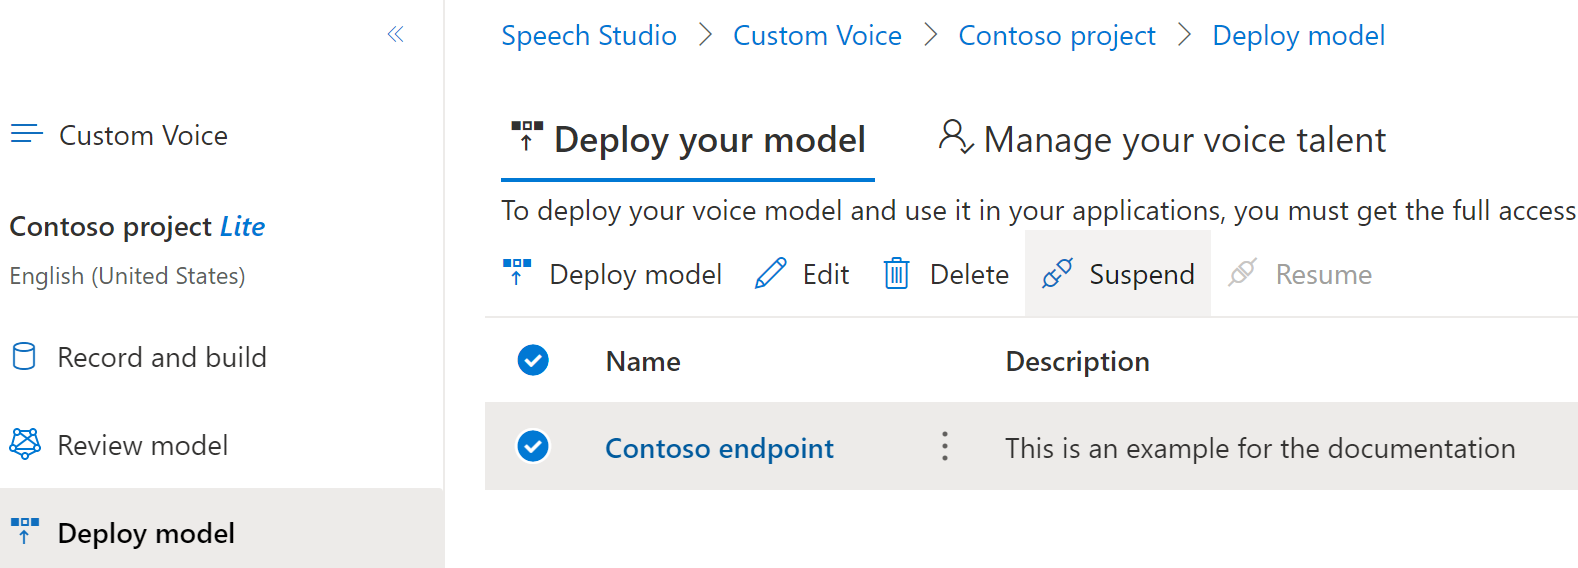 Speech Studio > Custom Voice > Contoso project > Deploy model
Custom Voice
Contoso project Lite
English (United States)
Record and build
Review model
Deploy model
Deploy your model
Manage your voice talent
To deploy your voice model and use it in your applications, you must get the full access
Deploy model
Edit
Delete
Suspend
Resume
Name
Description
Contoso endpoint
This is an example for the documentation